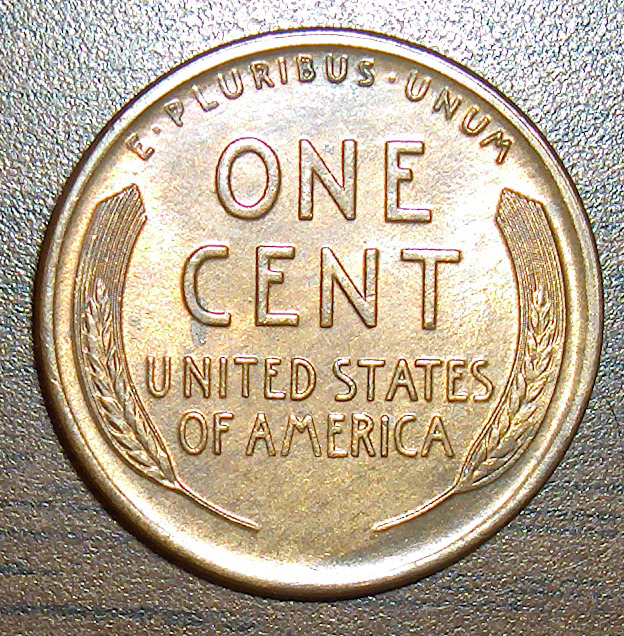 E·PLURIBUS·UNUM
ONE
CENT
UNITED STATES
OF AMERICA